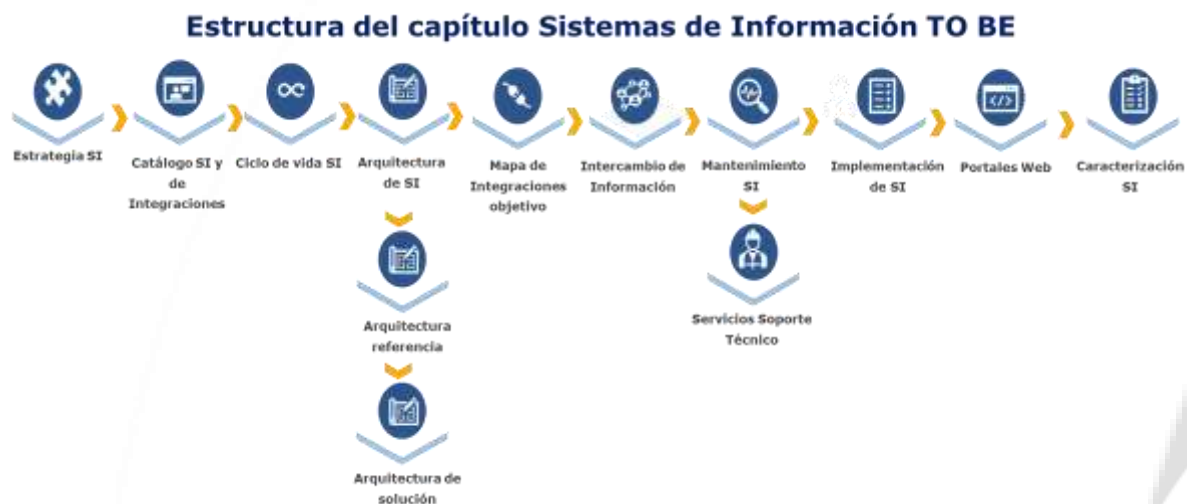 Estructura del capítulo Sistemas de Información TO BE
Estrategia SI
Catálogo SI y
de
Integraciones
Ciclo de vida SI
Arquitectura
de SI
Mapa de
Integraciones
objetivo
Intercambio de
Información
Mantenimiento
SI
Implementación
de SI
Portales Web
Caracterización
SI
Arquitectura
referencia
Servicios Soporte
Técnico
Arquitectura de
solución